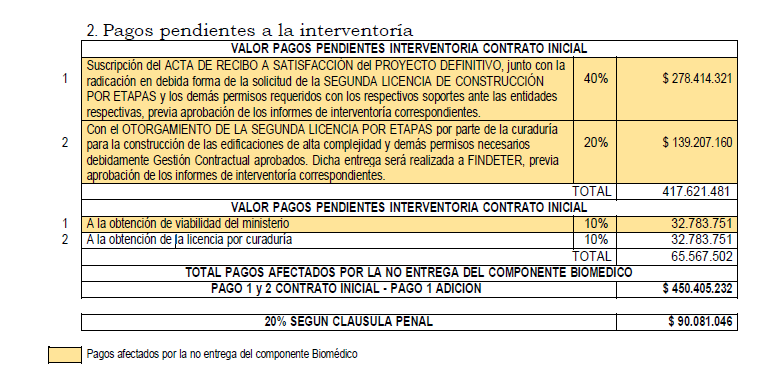 2. Pagos pendientes a la interventoría
VALOR PAGOS PENDIENTES INTERVENTORIA CONTRATO INICIAL
1 Suscripción del ACTA DE RECIBO A SATISFACCIÓN del PROYECTO DEFINITIVO, junto con la
radicación en debida forma de la solicitud de la SEGUNDA LICENCIA DE CONSTRUCCIÓN
POR ETAPAS y los demás permisos requeridos con los respectivos soportes ante las entidades
respectivas, previa aprobación de los informes de interventoría correspondientes. 40% $ 278.414.321
2 Con el OTORGAMIENTO DE LA SEGUNDA LICENCIA POR ETAPAS por parte de la curaduría
para la construcción de las edificaciones de alta complejidad y demás permisos necesarios
debidamente Gestión Contractual aprobados. Dicha entrega será realizada a FINDETER, previa
aprobación de los informes de interventoría correspondientes. 20% $ 139.207.160
TOTAL 417.621.481
VALOR PAGOS PENDIENTES INTERVENTORIA CONTRATO INICIAL
1 A la obtención de viabilidad del ministerio 10% 32.783.751
2 A la obtención de la licencia por curaduría 10% 32.783.751
TOTAL 65.567.502
TOTAL PAGOS AFECTADOS POR LA NO ENTREGA DEL COMPONENTE BIOMEDICO
PAGO 1 y 2 CONTRATO INICIAL - PAGO 1 ADICION $ 450.405.232
20% SEGUN CLAUSULA PENAL $ 90.081.046
Pagos afectados por la no entrega del componente Biomédico